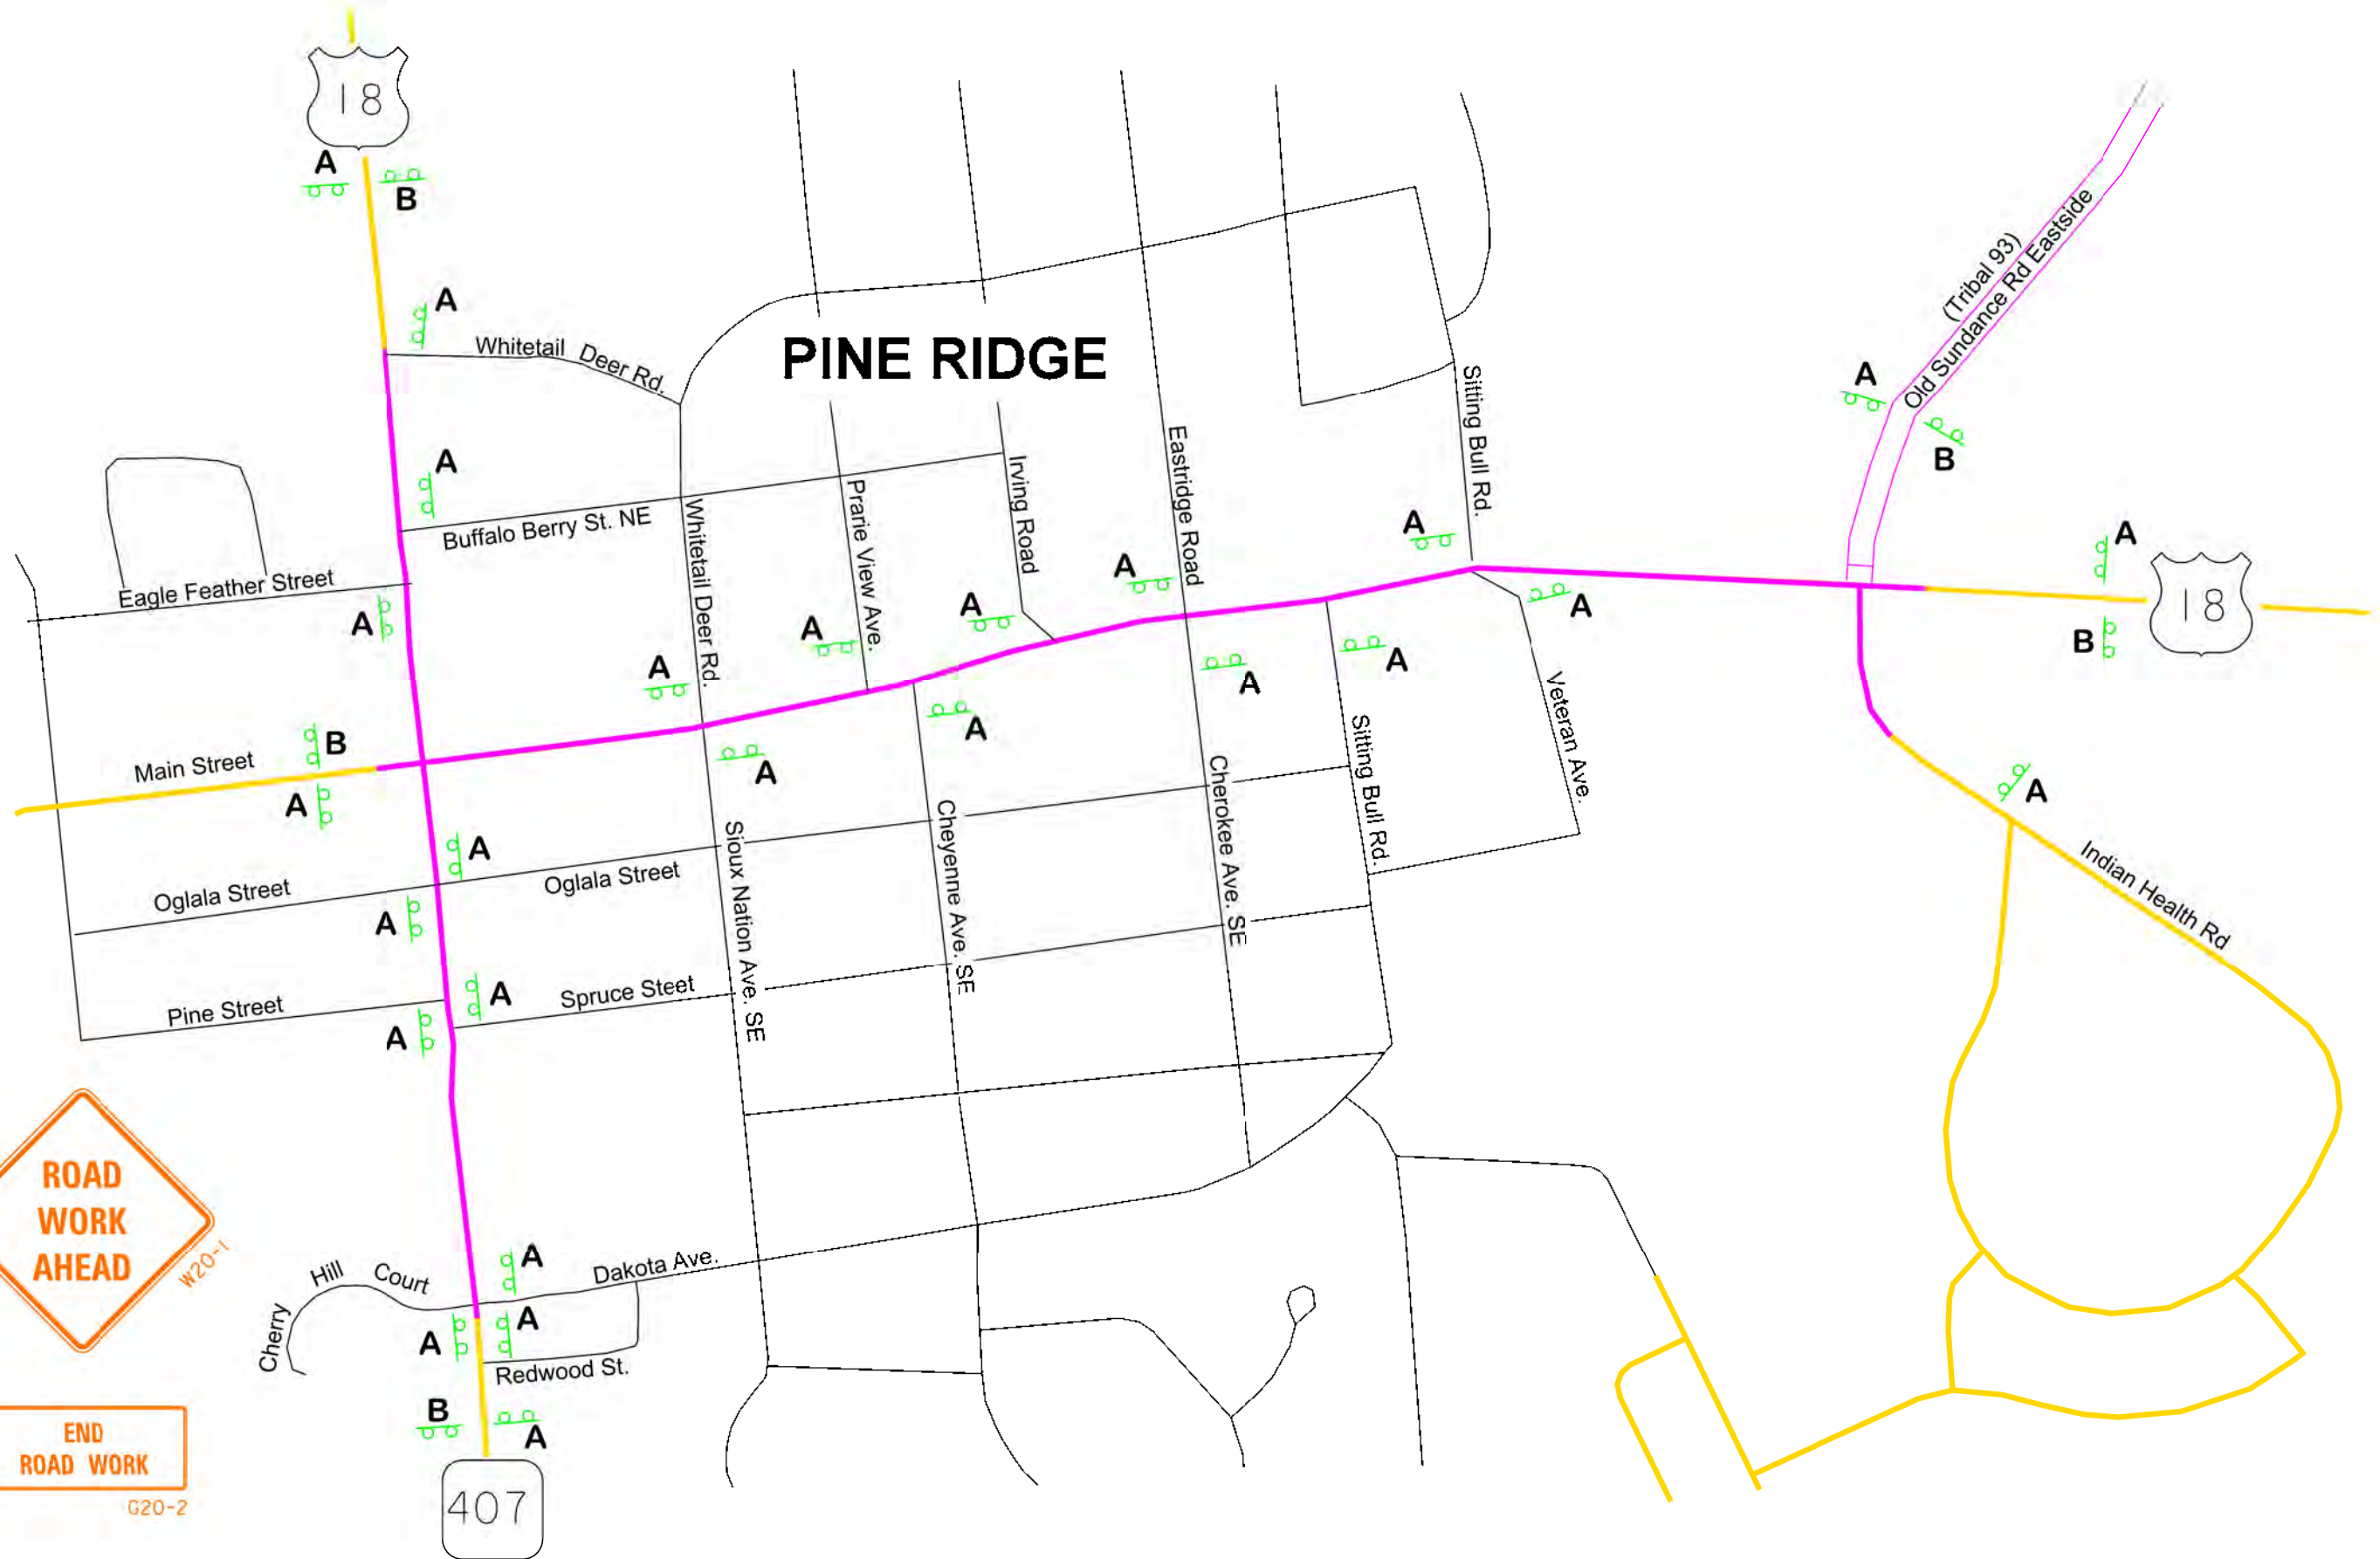 18
A
B
A
Whitetail Deer Rd.
PINE RIDGE
(Tribal 93)
Old Sundance Rd Eastside
A
B
A
Buffalo Berry St. NE
Whitetail Deer Rd.
Prarie View Ave.
Irving Road
Eastridge Road
Sitting Bull Rd.
A
Eagle Feather Street
A
A
A
A
A
A
A
A
A
B
18
Main Street
B
A
A
A
A
Sitting Bull Rd.
Veteran Ave.
A
Indian Health Rd
Oglala Street
A
A
Oglala Street
Sioux Nation Ave. SE
Cheyenne Ave. SE
Cherokee Ave. SE
Pine Street
A
A
Spruce Steet
ROAD
WORK
AHEAD
W20-1
Cherry Hill Court
A
Dakota Ave.
A
A
Redwood St.
B
A
407
END
ROAD WORK
G20-2